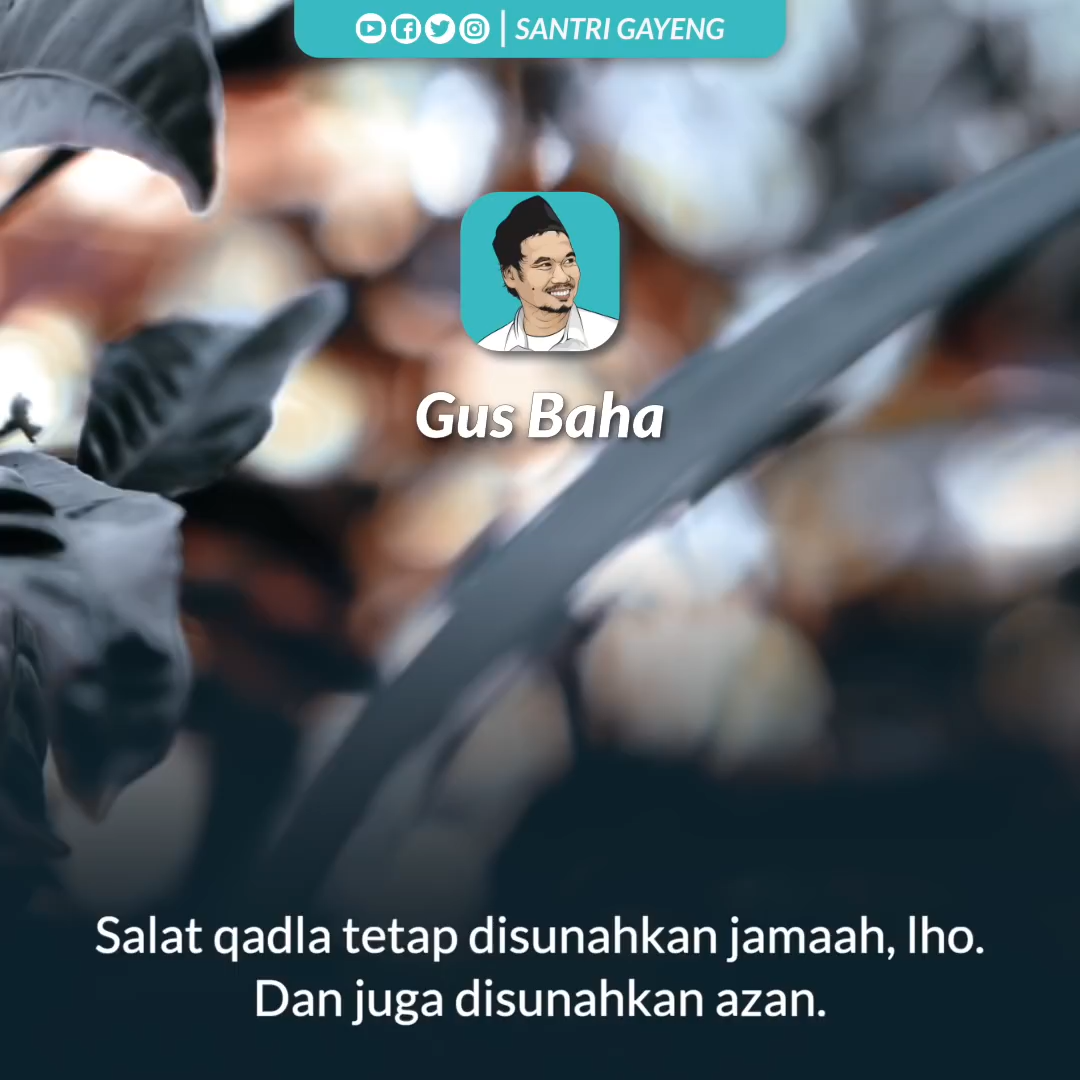 | SANTRI GAYENG
Gus Baha
Salat qadla tetap disunahkan jamaah, lho.
Dan juga disunahkan azan.